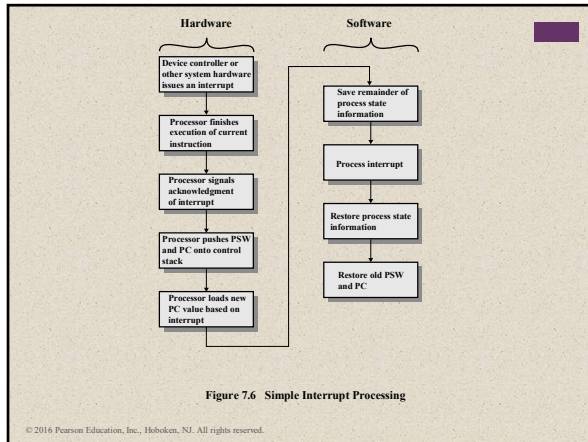 Hardware
Device controller or
other system hardware
issues an interrupt
Processor finishes
execution of current
instruction
Processor signals
acknowledgment
of interrupt
Processor pushes PSW
and PC onto control
stack
Processor loads new
PC value based on
interrupt
Software
Save remainder of
process state
information
Process interrupt
Restore process state
information
Restore old PSW
and PC
Figure 7.6 Simple Interrupt Processing
© 2016 Pearson Education, Inc., Hoboken, NJ. All rights reserved.